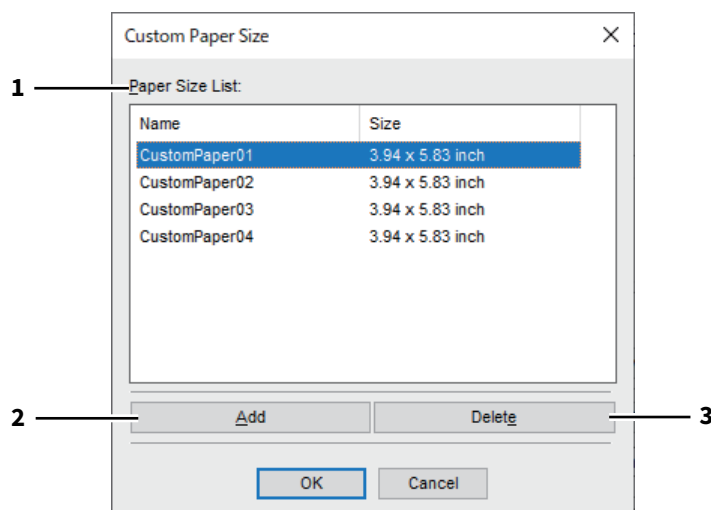 Custom Paper Size
1
Paper Size List:
Name Size
CustomPaper01 3.94 x 5.83 inch
CustomPaper02 3.94 x 5.83 inch
CustomPaper03 3.94 x 5.83 inch
CustomPaper04 3.94 x 5.83 inch
2 Add Delete 3
OK Cancel